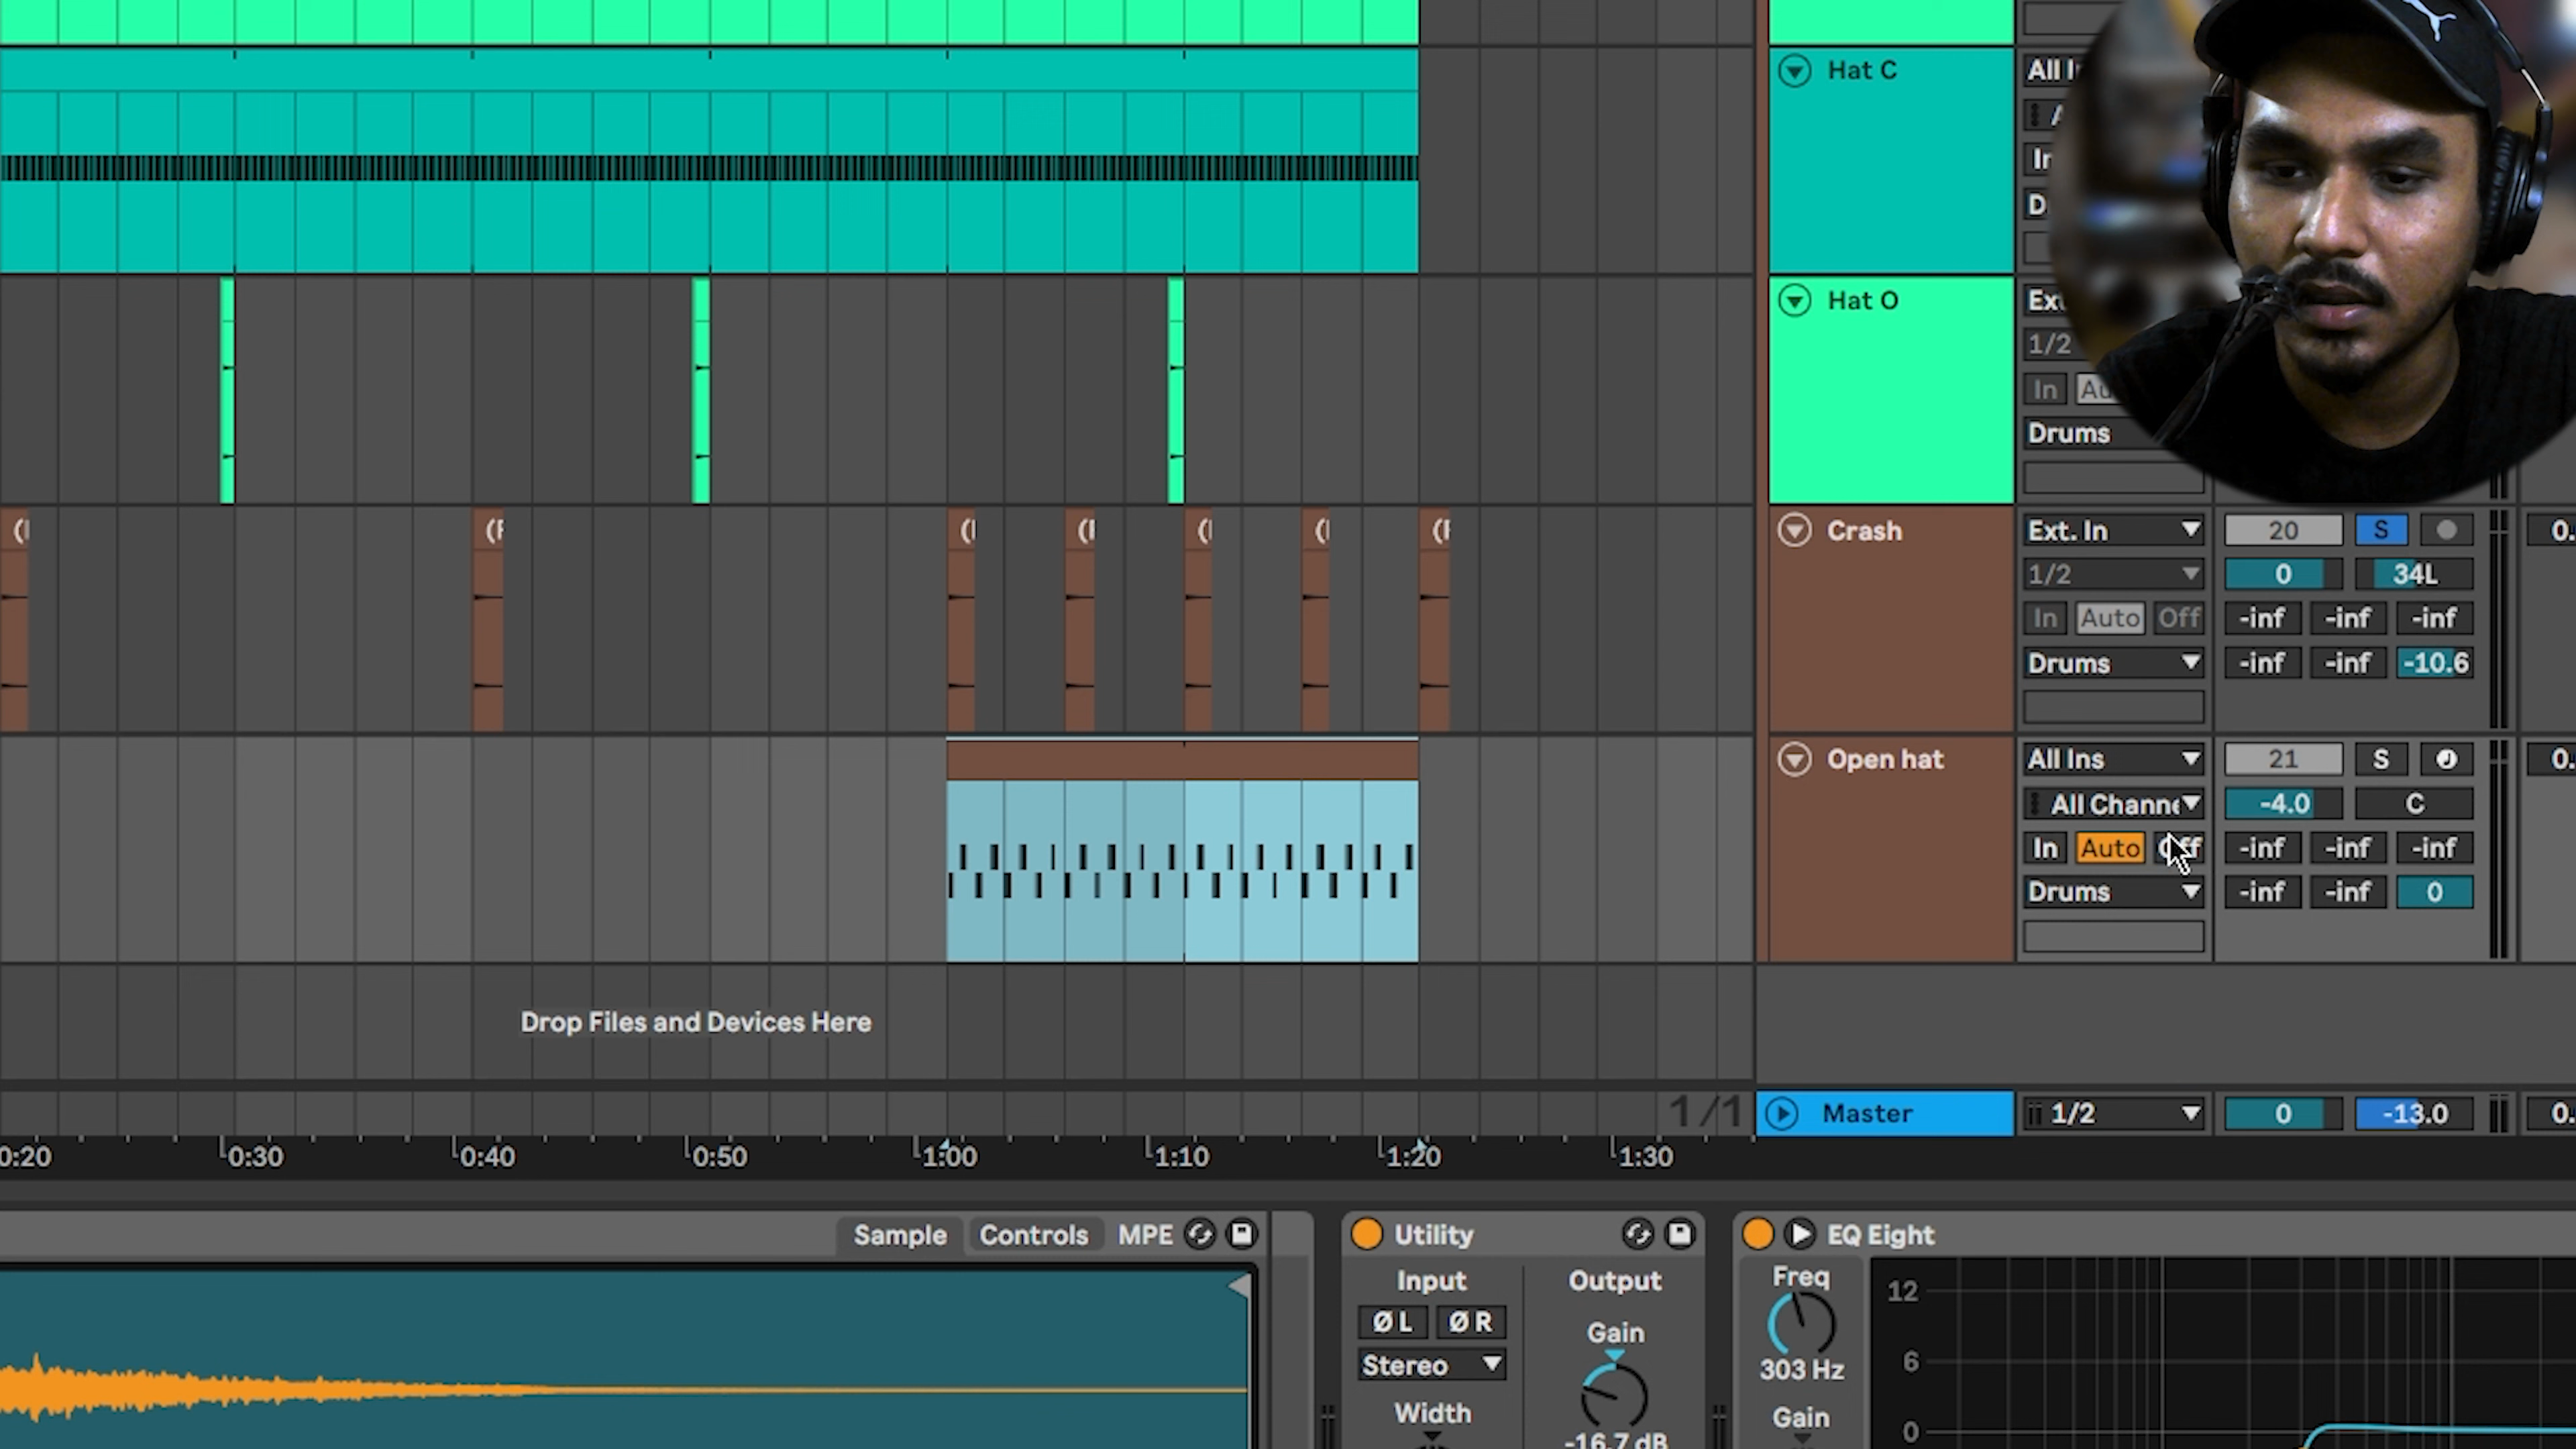 Hat C
All I
Hat O
1/2
In
Drums
Crash
Ext. In
20
S
0.
1/2
0
34L
In Auto Off
-inf -inf -inf
Drums
-inf -inf -10.6
Open hat
All Ins
21
S
0.
All Channe
-4.0
C
In Auto Off
-inf -inf -inf
Drums
-inf -inf 0
Drop Files and Devices Here
1/1
Master
1/2
0
-13.0
0.
0:20 0:30 0:40 0:50 1:00 1:10 1:20 1:30
Sample Controls MPE
Utility
EQ Eight
Input
Output
Ø L Ø R
Gain
Stereo
Width
-16.7 dB
Freq
303 Hz
Gain
12
6
0